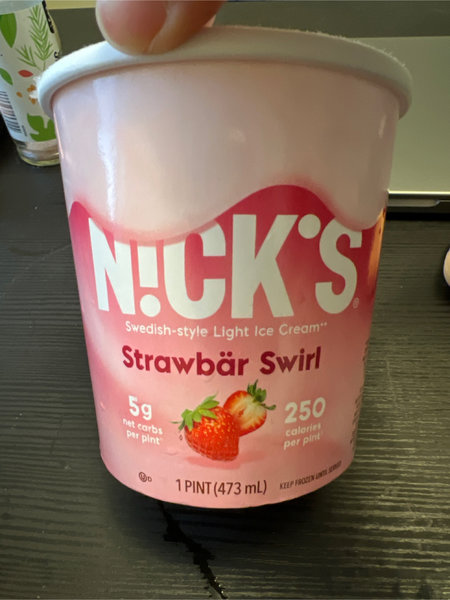 N!CK'S®
Swedish-style Light Ice Cream**
Strawbär Swirl
5g
net carbs
per pint*
250
calories
per pint*
1 PINT (473 mL)
KEEP FROZEN UNTIL SERVED